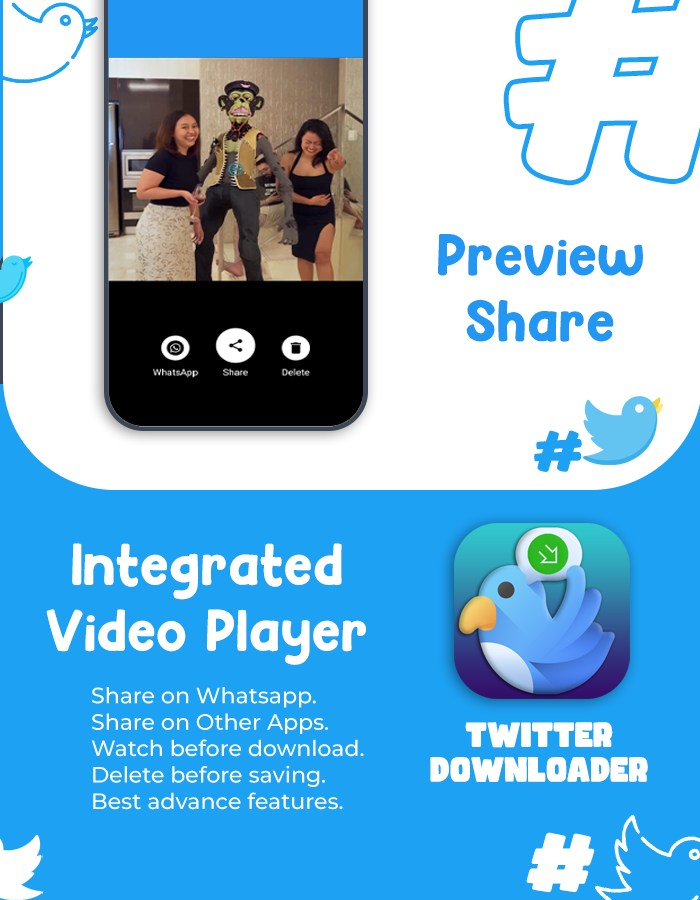 Preview
Share
WhatsApp
Share
Delete
#
Integrated
Video Player
Share on Whatsapp.
Share on Other Apps.
Watch before download.
Delete before saving.
Best advance features.
TWITTER
DOWNLOADER
#